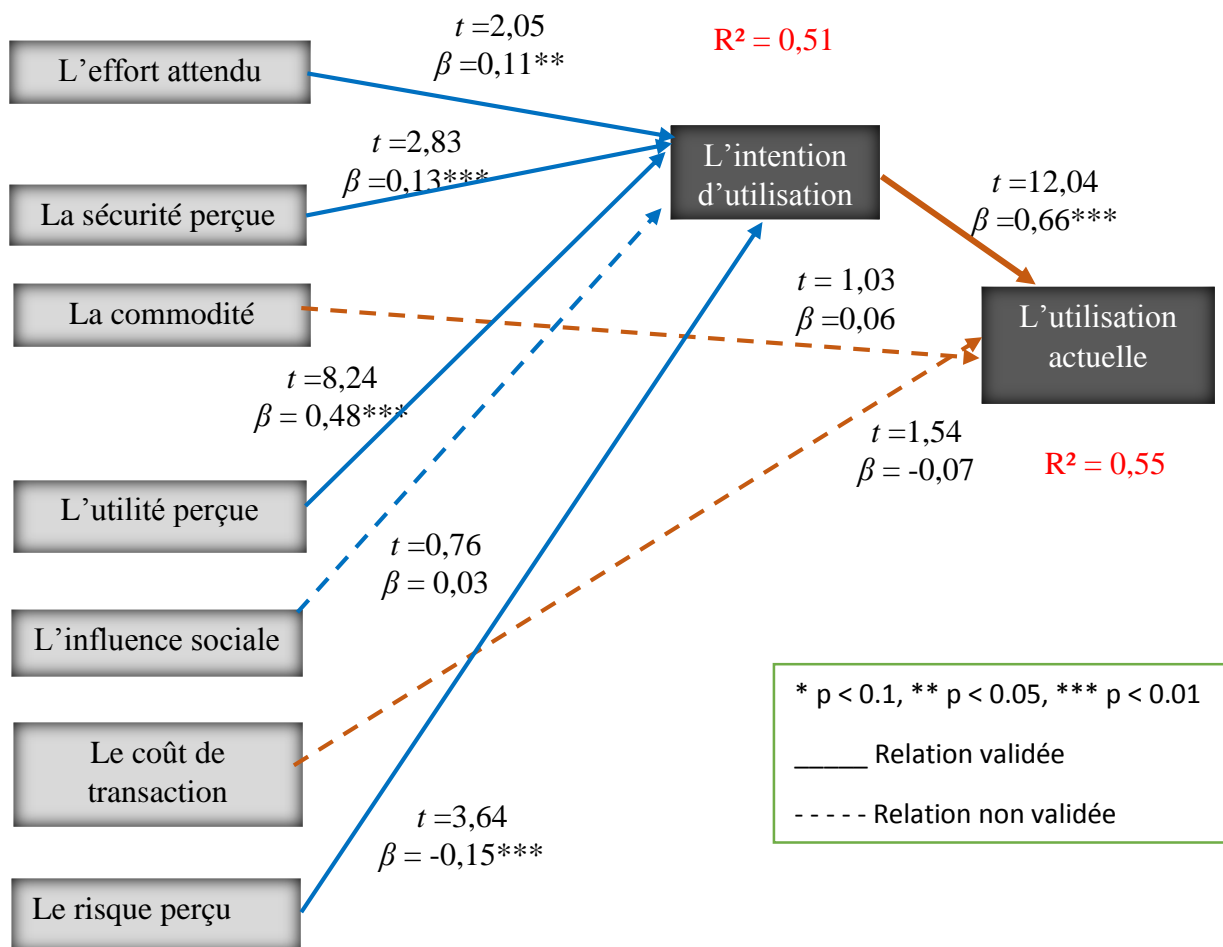 t =2,05
β =0,11**
R² = 0,51
L’effort attendu
t =2,83
β =0,13***
L’intention
d’utilisation
La sécurité perçue
t =12,04
β =0,66***
La commodité
t = 1,03
β =0,06
L’utilisation
actuelle
t =8,24
β = 0,48***
t =1,54
β = -0,07
R² = 0,55
L’utilité perçue
t =0,76
β = 0,03
L’influence sociale
* p < 0.1, ** p < 0.05, *** p < 0.01
_____ Relation validée
- - - - - Relation non validée
Le coût de
transaction
t =3,64
β = -0,15***
Le risque perçu